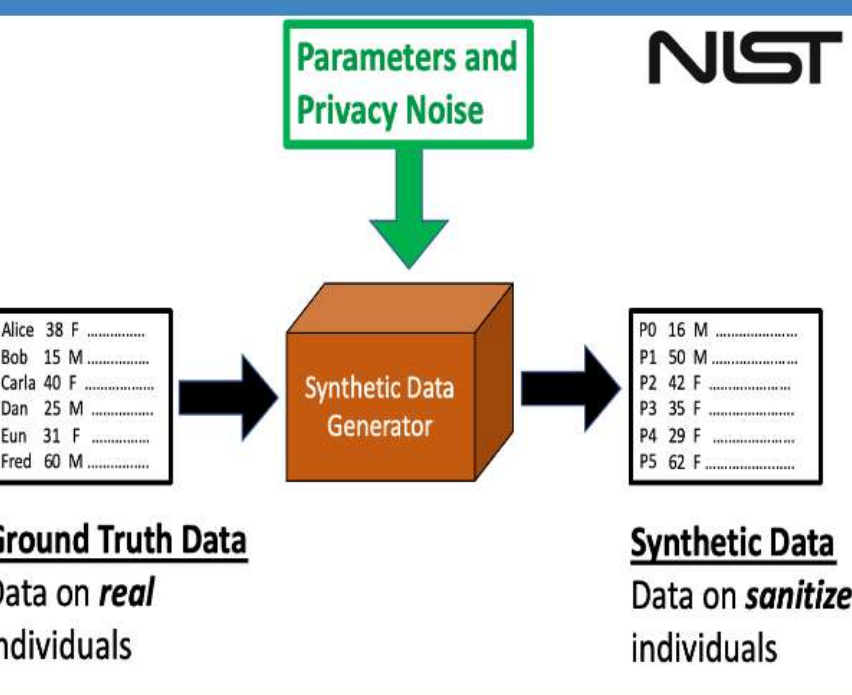 Parameters and
Privacy Noise
NIST
Alice 38 F ...............
Bob 15 M ................
Carla 40 F ..................
Dan 25 M ................
Eun 31 F ...............
Fred 60 M ................
Synthetic Data
Generator
P0 16 M .....................
P1 50 M ......................
P2 42 F .....................
P3 35 F ......................
P4 29 F .....................
P5 62 F .......................
Ground Truth Data
Data on real
individuals
Synthetic Data
Data on sanitize
individuals